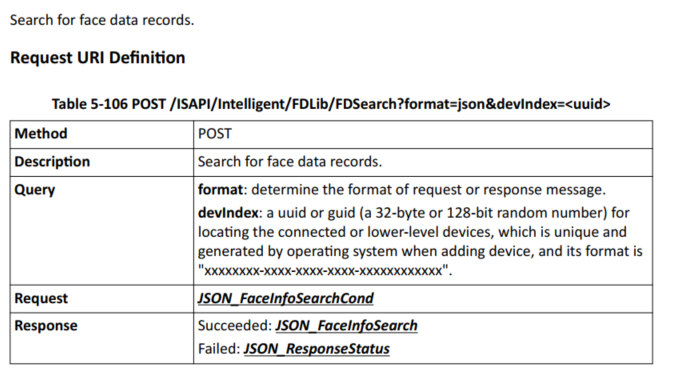 Search for face data records.
Request URI Definition
Table 5-106 POST /ISAPI/Intelligent/FDLib/FDSearch?format=json&devIndex=<uuid>
Method POST
Description Search for face data records.
Query format: determine the format of request or response message.
devIndex: a uuid or guid (a 32-byte or 128-bit random number) for
locating the connected or lower-level devices, which is unique and
generated by operating system when adding device, and its format is
"xxxxxxxx-xxxx-xxxx-xxxx-xxxxxxxxxxxx".
Request JSON_FaceInfoSearchCond
Response Succeeded: JSON_FaceInfoSearch
Failed: JSON_ResponseStatus